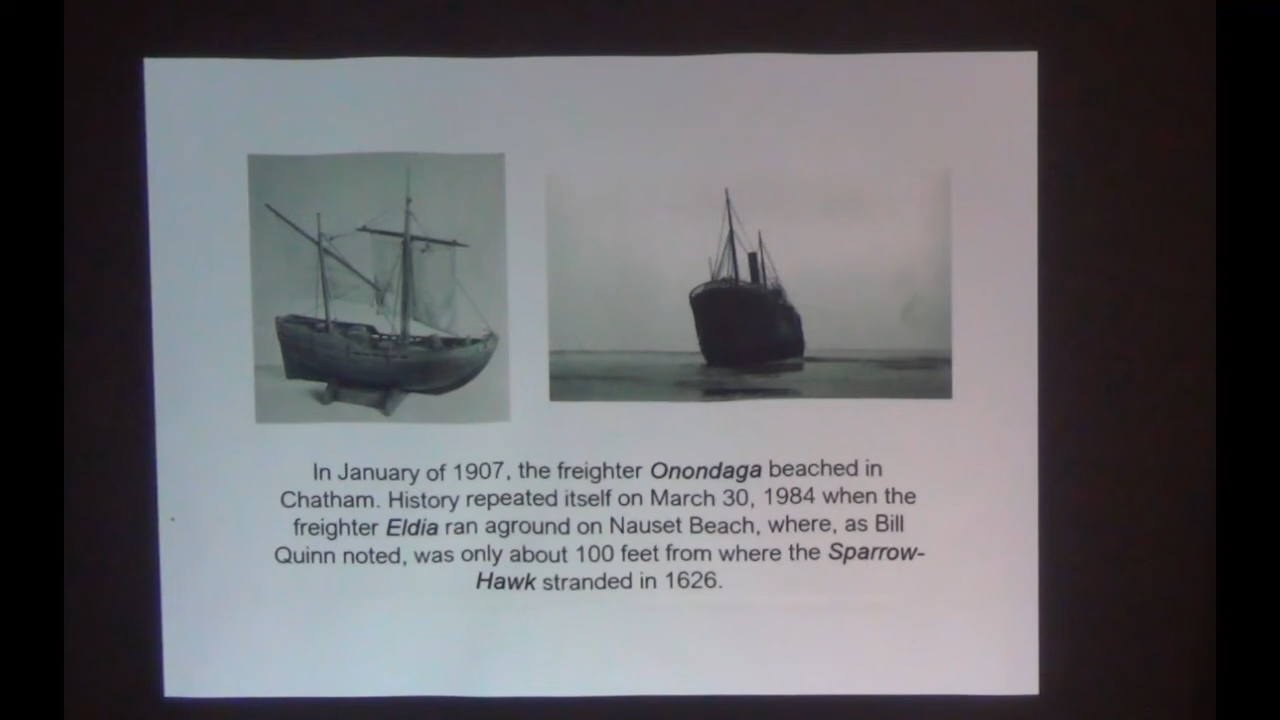 In January of 1907, the freighter Onondaga beached in
Chatham. History repeated itself on March 30, 1984 when the
freighter Eldia ran aground on Nauset Beach, where, as Bill
Quinn noted, was only about 100 feet from where the Sparrow-
Hawk stranded in 1626.